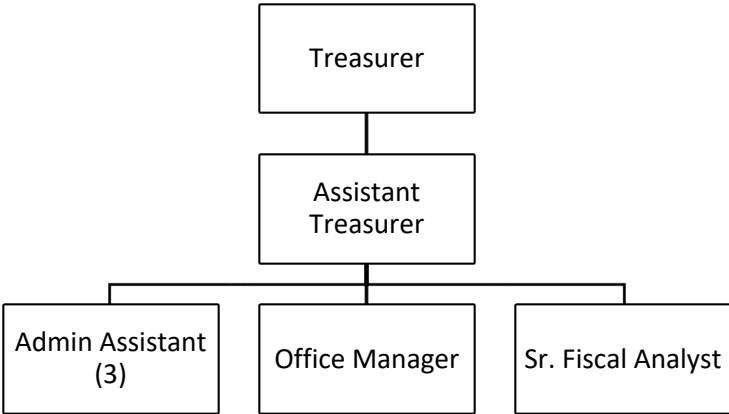 Treasurer
Assistant
Treasurer
Admin Assistant
(3)
Office Manager
Sr. Fiscal Analyst